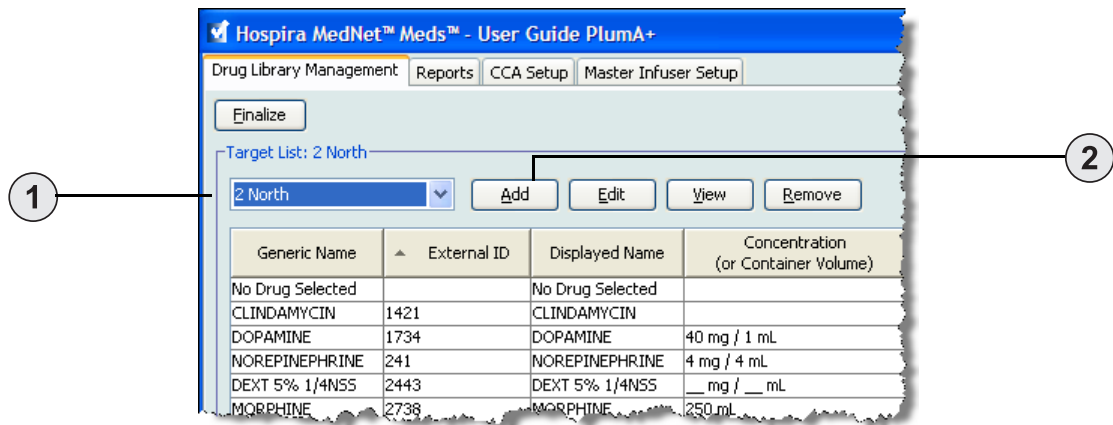 Hospira MedNet™ Meds™ - User Guide PlumA+
Drug Library Management Reports CCA Setup Master Infuser Setup
Finalize
Target List: 2 North
1
2 North Add Edit View Remove
2
Generic Name External ID Displayed Name Concentration (or Container Volume)
No Drug Selected No Drug Selected
CLINDAMYCIN 1421 CLINDAMYCIN
DOPAMINE 1734 DOPAMINE 40 mg / 1 mL
NOREPINEPHRINE 241 NOREPINEPHRINE 4 mg / 4 mL
DEXT 5% 1/4NSS 2443 DEXT 5% 1/4NSS __ mg / __ mL
MORPHINE 2738 MORPHINE 250 mL